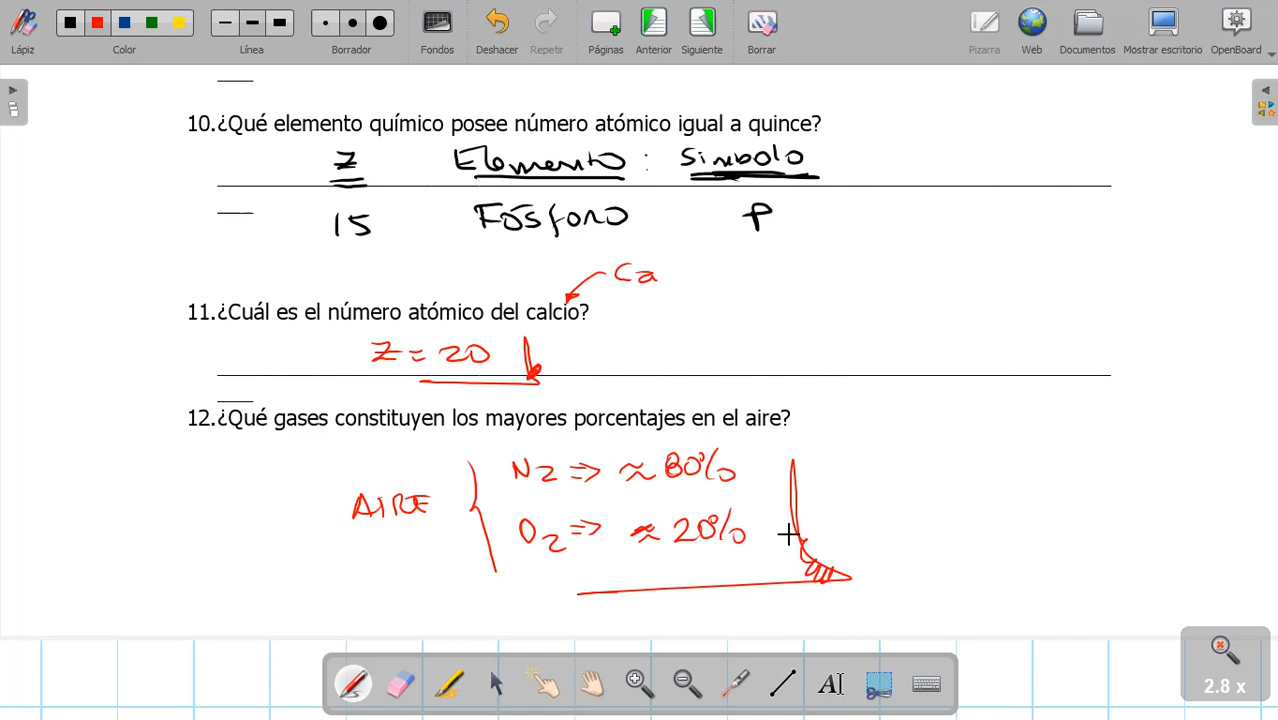 Lápiz Color Línea Borrador Fondos Deshacer Repetir Páginas Anterior Siguiente Borrar Pizarra Web Documentos Mostrar escritorio OpenBoard
10.¿Qué elemento químico posee número atómico igual a quince?
Z Elemento : Simbolo
15 Fósforo P
Ca
11.¿Cuál es el número atómico del calcio?
Z = 20
12.¿Qué gases constituyen los mayores porcentajes en el aire?
N2 ⇒ ≈ 80%
AIRE
O2 ⇒ ≈ 20%
2.8 x